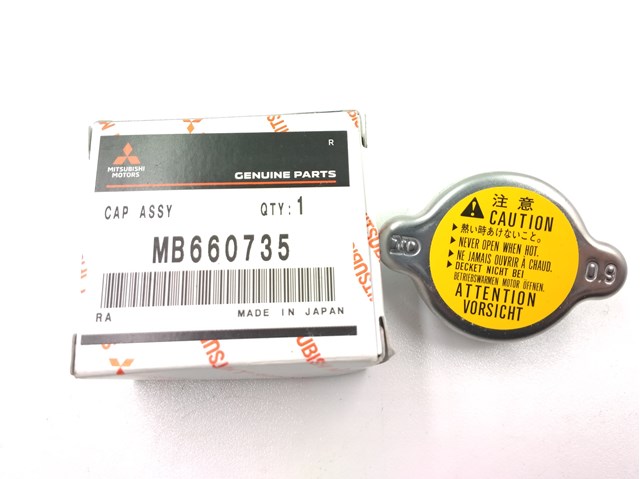 R
MITSUBISHI
MOTORS
GENUINE PARTS
CAP ASSY QTY:1
MB660735
RA MADE IN JAPAN
注意
CAUTION
▶熱い時あけないこと。
▶NEVER OPEN WHEN HOT.
▶NE JAMAIS OUVRIR À CHAUD.
▶DECKET NICHT BEI
BETRIEBSWARMEN MOTOR ÖFFNEN.
ATTENTION
VORSICHT
0.9